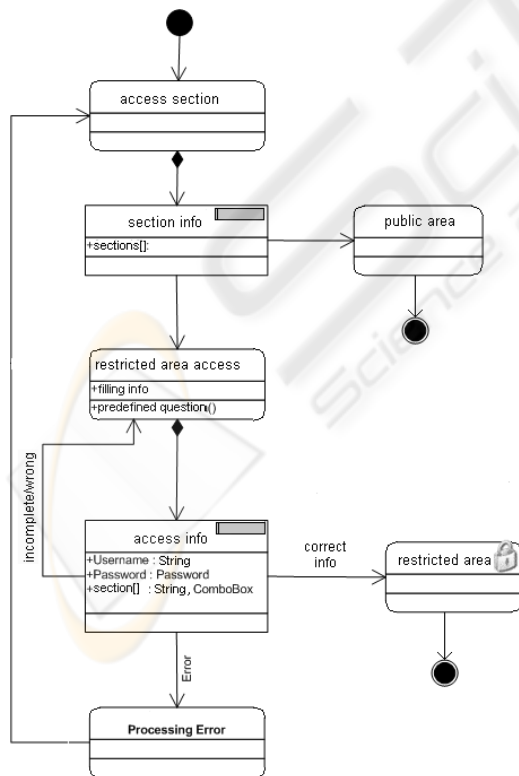 access section
section info
+sections[]:
public area
restricted area access
+filling info
+predefined question()
incomplete/wrong
access info
+Username : String
+Password : Password
+section[] : String, ComboBox
correct
info
restricted area
Error
Processing Error
Science